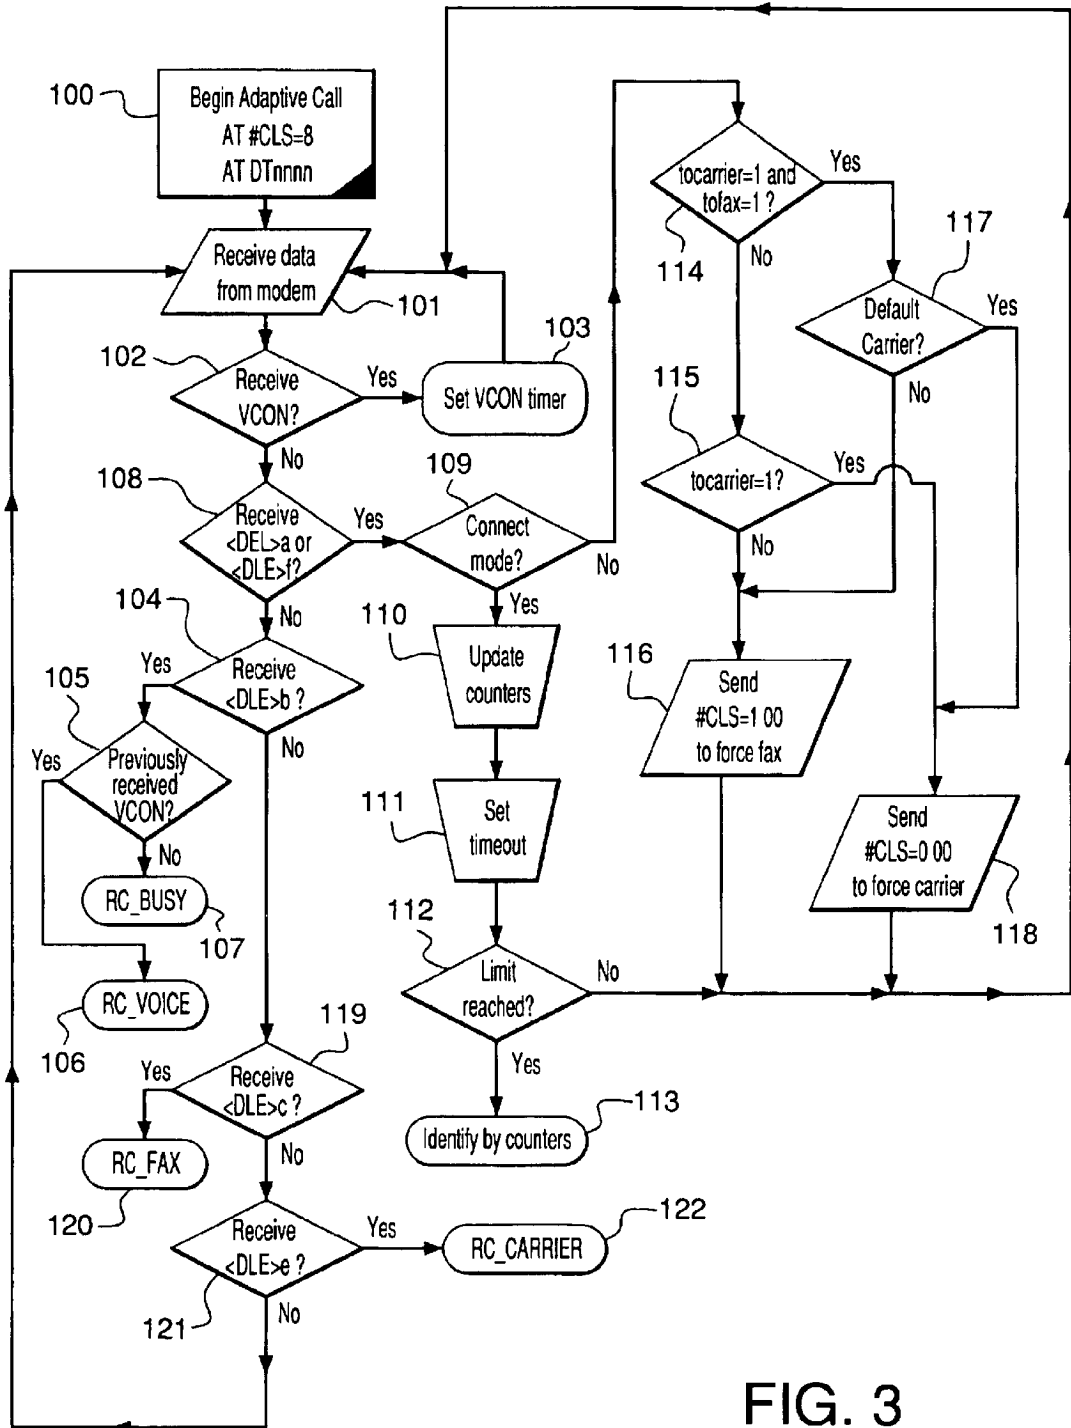 100
Begin Adaptive Call
AT #CLS=8
AT DTnnnn
Receive data
from modem
101
102
Receive
VCON?
Yes
No
103
Set VCON timer
108
Receive
<DEL>a or
<DLE>f?
Yes
No
109
Connect
mode?
No
Yes
104
Receive
<DLE>b ?
Yes
No
105
Previously
received
VCON?
Yes
No
RC_BUSY
107
RC_VOICE
106
110
Update
counters
111
Set
timeout
112
Limit
reached?
No
Yes
Identify by counters
113
tocarrier=1 and
tofax=1 ?
Yes
114
No
117
Default
Carrier?
Yes
No
115
tocarrier=1?
Yes
No
116
Send
#CLS=1 00
to force fax
Send
#CLS=0 00
to force carrier
118
119
Receive
<DLE>c ?
Yes
No
RC_FAX
120
Receive
<DLE>e ?
Yes
121
No
RC_CARRIER
122
FIG. 3